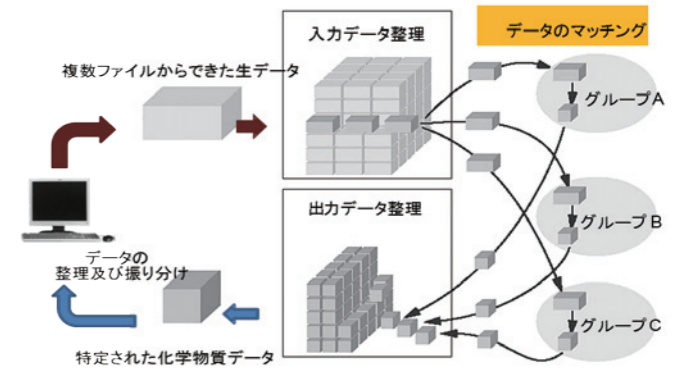 入力データ整理
データのマッチング
複数ファイルからできた生データ
グループA
出力データ整理
グループB
データの
整理及び振り分け
グループC
特定された化学物質データ